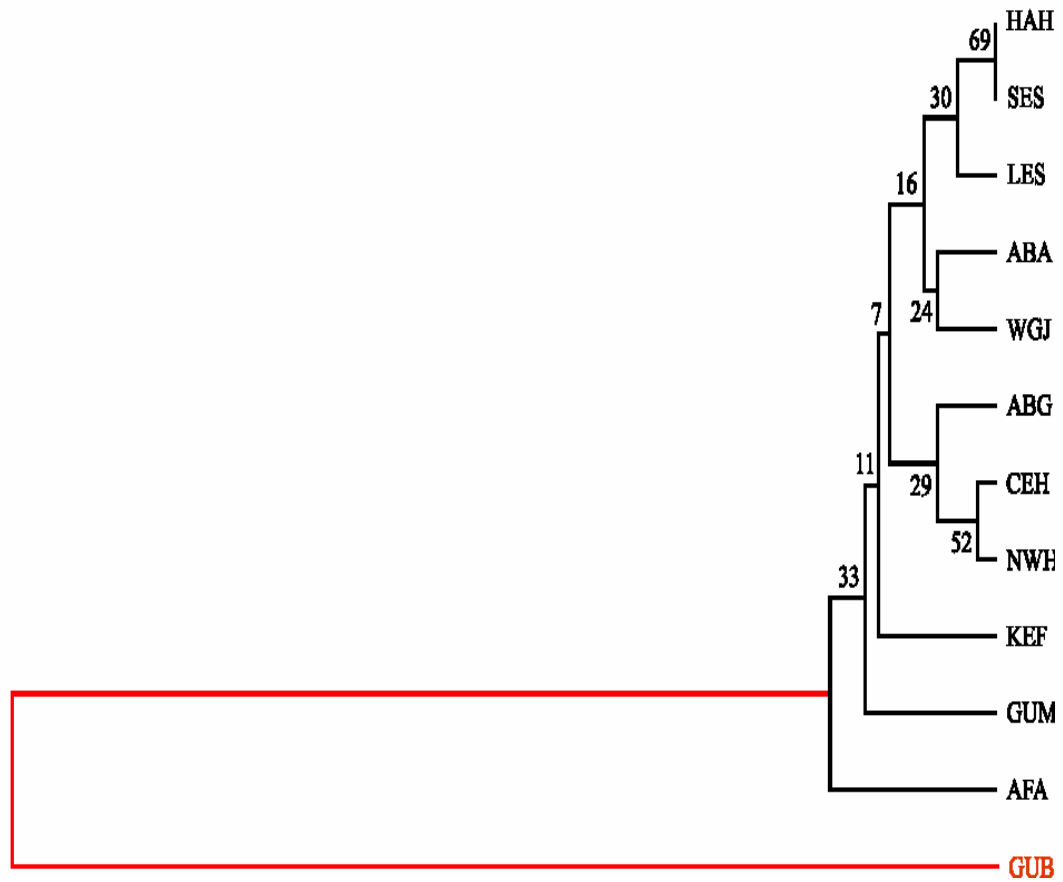 HAH
69
SES
30
LES
16
ABA
24
WGJ
7
ABG
11
29
CEH
52
NWH
33
KEF
GUM
AFA
GUB